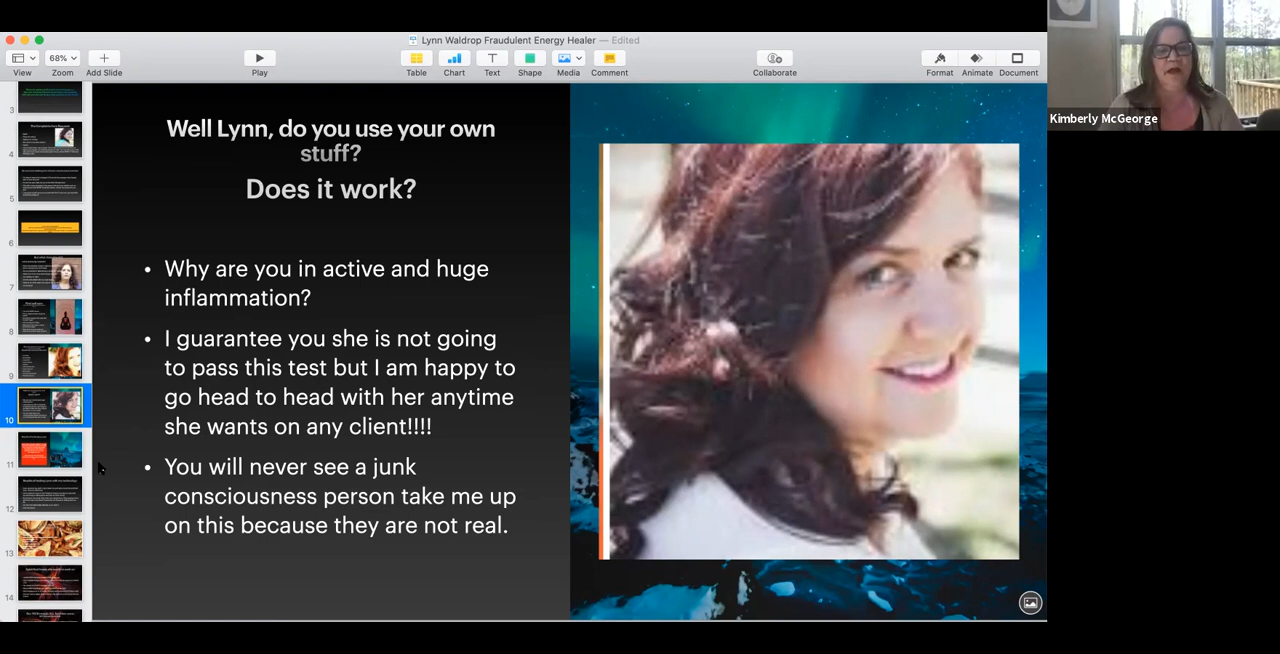 Lynn Waldrop Fraudulent Energy Healer — Edited
68%
View
Zoom
Add Slide
Play
Table
Chart
Text
Shape
Media
Comment
Collaborate
Format
Animate
Document
Kimberly McGeorge
3
4
5
6
7
8
9
10
11
12
13
14
Well Lynn, do you use your own
stuff?
Does it work?
• Why are you in active and huge
inflammation?
• I guarantee you she is not going
to pass this test but I am happy to
go head to head with her anytime
she wants on any client!!!!
• You will never see a junk
consciousness person take me up
on this because they are not real.